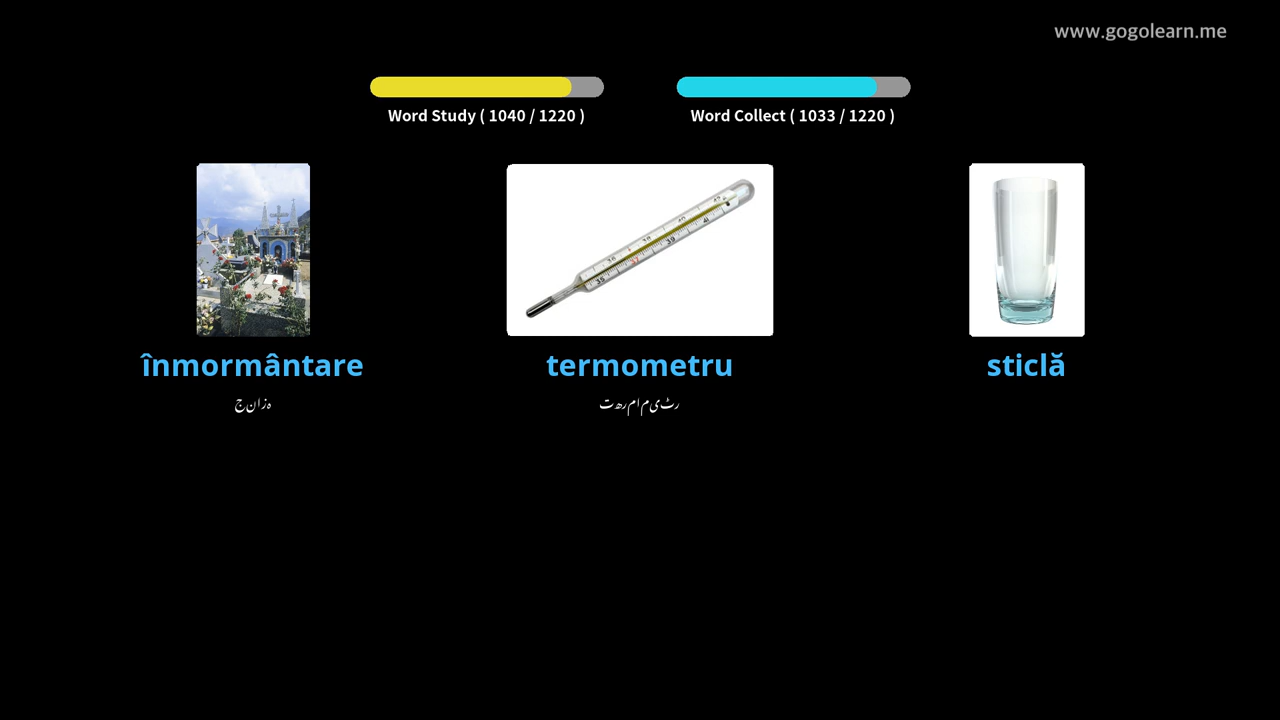 www.gogolearn.me
Word Study ( 1040 / 1220 )
Word Collect ( 1033 / 1220 )
înmormântare
termometru
sticlă
جنازہ
تھرمامیٹر